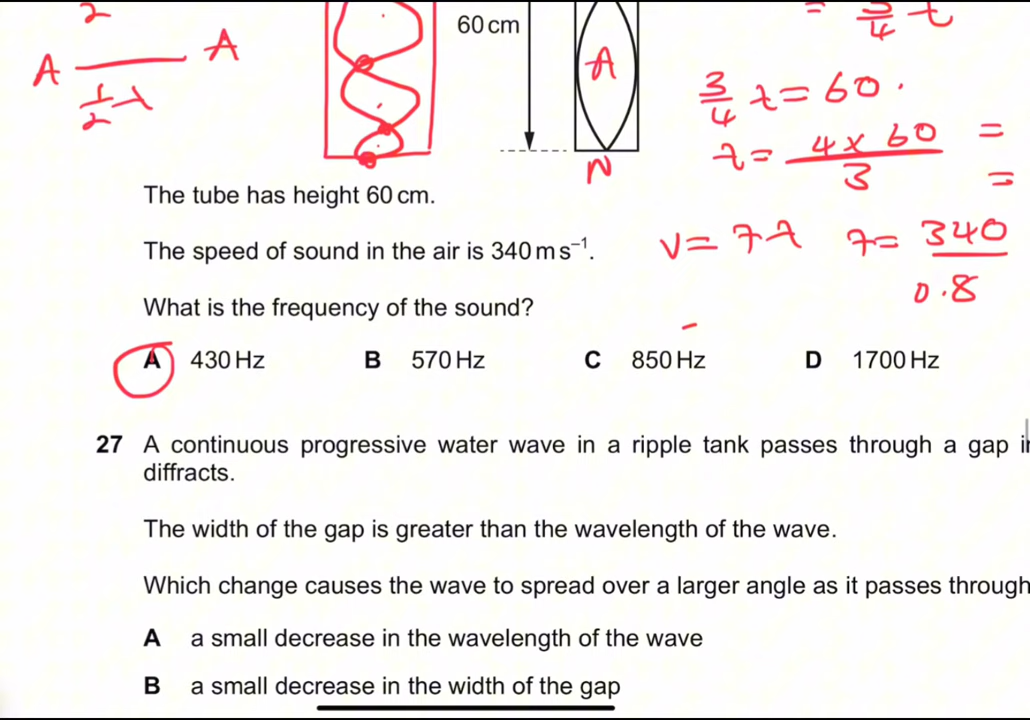 2
A A
1/2 λ
60 cm
A
N
= 3/4 λ
3/4 λ = 60 .
λ = 4 x 60 / 3 =
=
The tube has height 60 cm.
The speed of sound in the air is 340 m s⁻¹.
v = fλ f = 340 / 0.8
What is the frequency of the sound?
A 430 Hz B 570 Hz C 850 Hz D 1700 Hz
27 A continuous progressive water wave in a ripple tank passes through a gap
diffracts.
The width of the gap is greater than the wavelength of the wave.
Which change causes the wave to spread over a larger angle as it passes through
A a small decrease in the wavelength of the wave
B a small decrease in the width of the gap